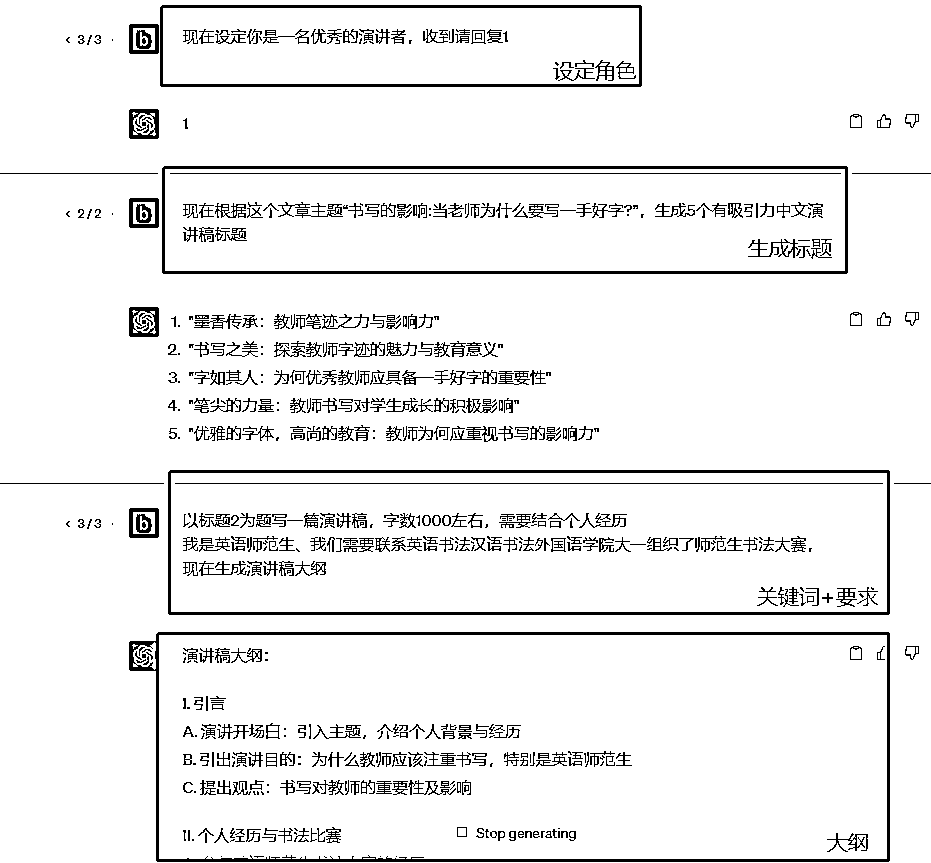 < 3/3 ·
现在设定你是一名优秀的演讲者，收到请回复1
设定角色
1
< 2/2 ·
现在根据这个文章主题“书写的影响:当老师为什么要写一手好字?”，生成5个有吸引力中文演
讲稿标题
生成标题
1. "墨香传承：教师笔迹之力与影响力"
2. "书写之美：探索教师字迹的魅力与教育意义"
3. "字如其人：为何优秀教师应具备一手好字的重要性"
4. "笔尖的力量：教师书写对学生成长的积极影响"
5. "优雅的字体，高尚的教育：教师为何应重视书写的影响力"
< 3/3 ·
以标题2为题写一篇演讲稿，字数1000左右，需要结合个人经历
我是英语师范生、我们需要联系英语书法汉语书法外国语学院大一组织了师范生书法大赛，
现在生成演讲稿大纲
关键词+要求
演讲稿大纲：
I. 引言
A. 演讲开场白：引入主题，介绍个人背景与经历
B. 引出演讲目的：为什么教师应该注重书写，特别是英语师范生
C. 提出观点：书写对教师的重要性及影响
II. 个人经历与书法比赛
Stop generating
大纲